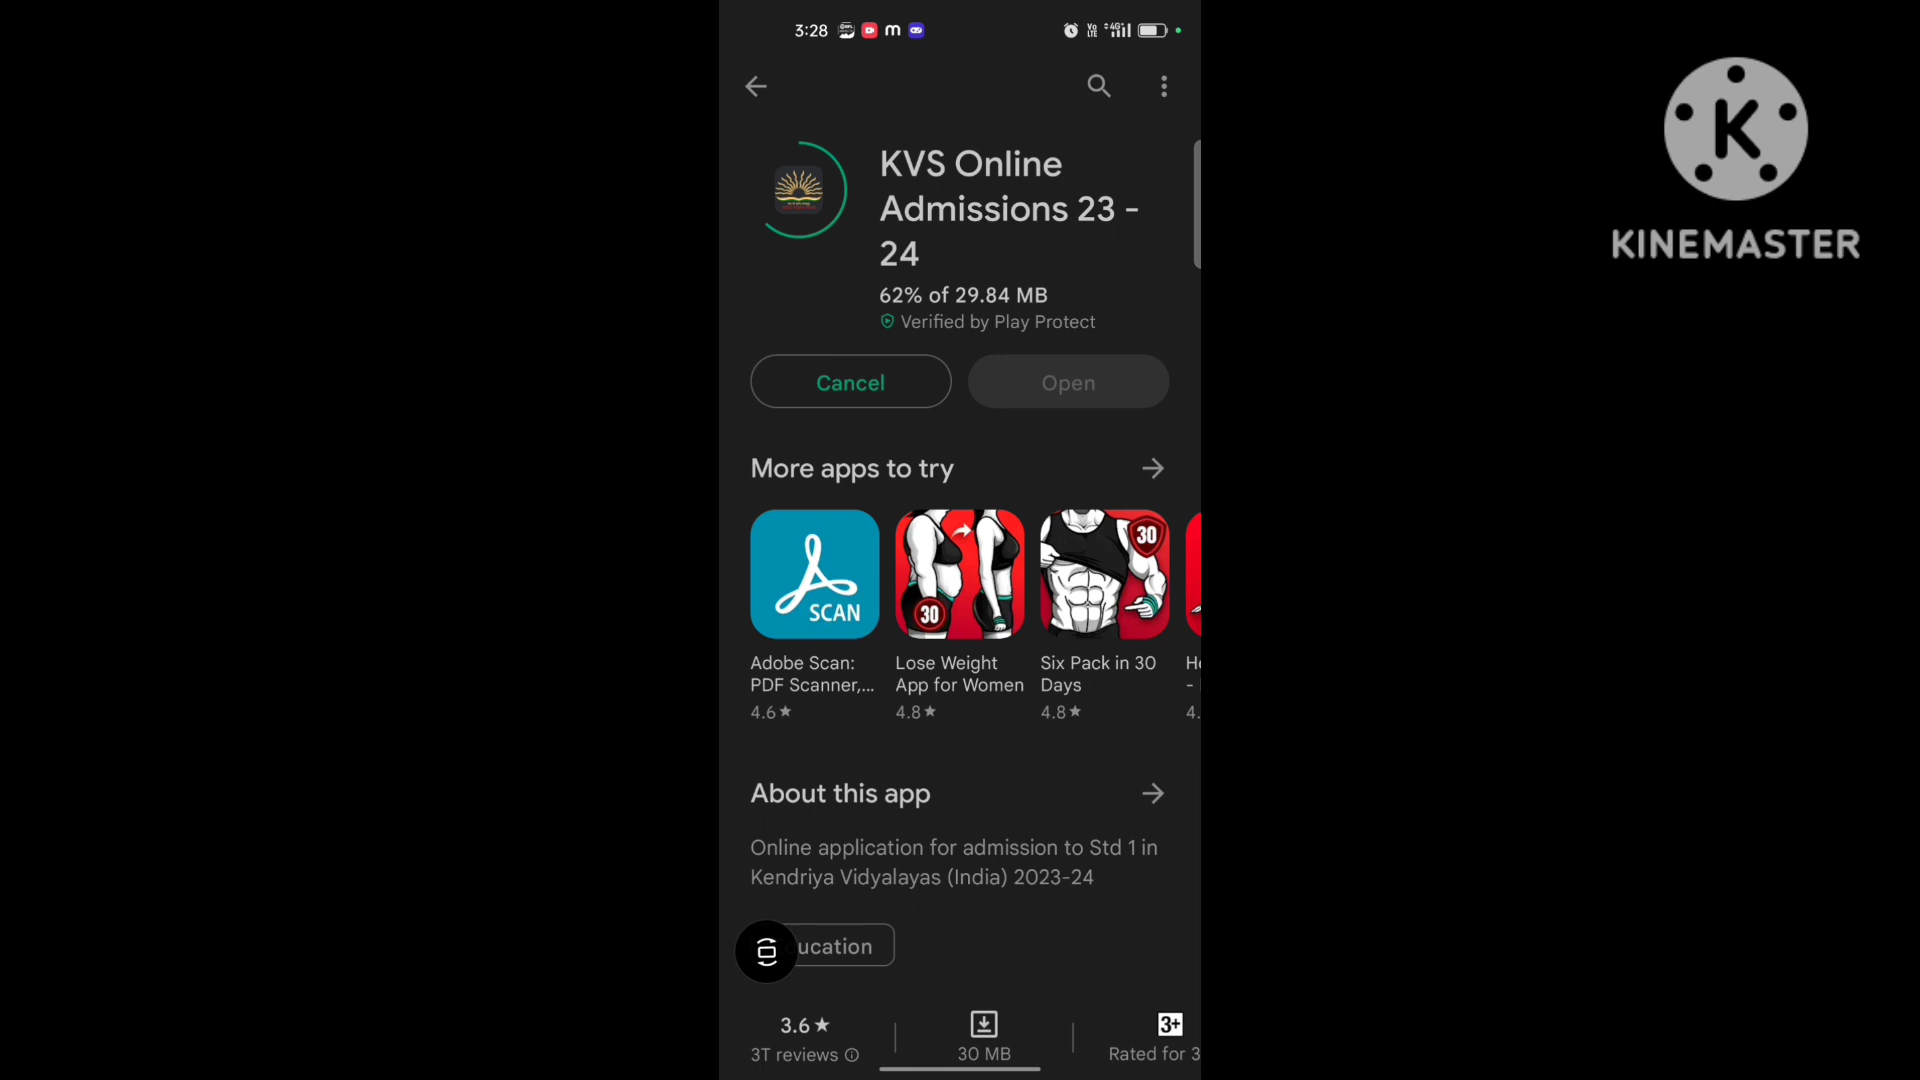 3:28
KVS Online
Admissions 23 -
24
62% of 29.84 MB
Verified by Play Protect
Cancel
Open
More apps to try
SCAN
30
30
Adobe Scan:
PDF Scanner,...
4.6★
Lose Weight
App for Women
4.8★
Six Pack in 30
Days
4.8★
4.
About this app
Online application for admission to Std 1 in
Kendriya Vidyalayas (India) 2023-24
ucation
3.6★
3T reviews
30 MB
3+
Rated for 3
K
KINEMASTER